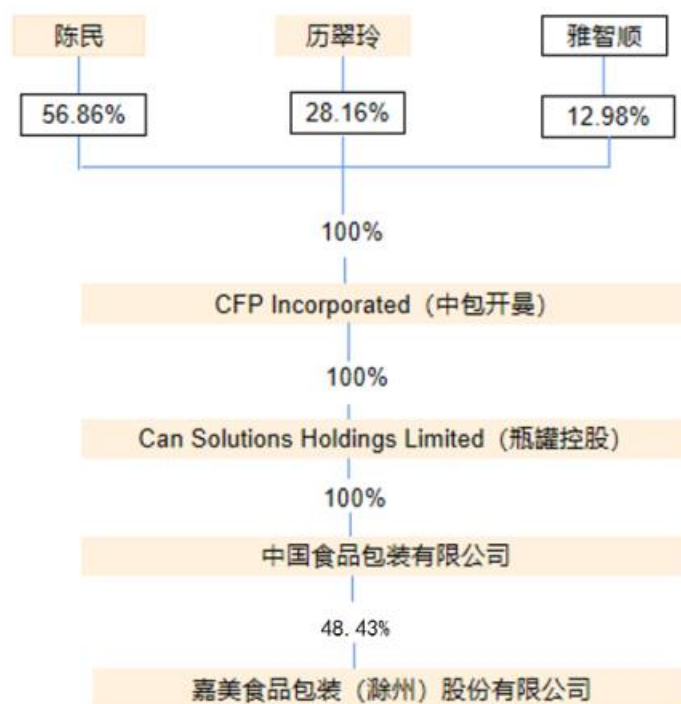 陈民
历翠玲
雅智顺
56.86%
28.16%
12.98%
100%
CFP Incorporated（中包开曼）
100%
Can Solutions Holdings Limited（瓶罐控股）
100%
中国食品包装有限公司
48.43%
嘉美食品包装（滁州）股份有限公司